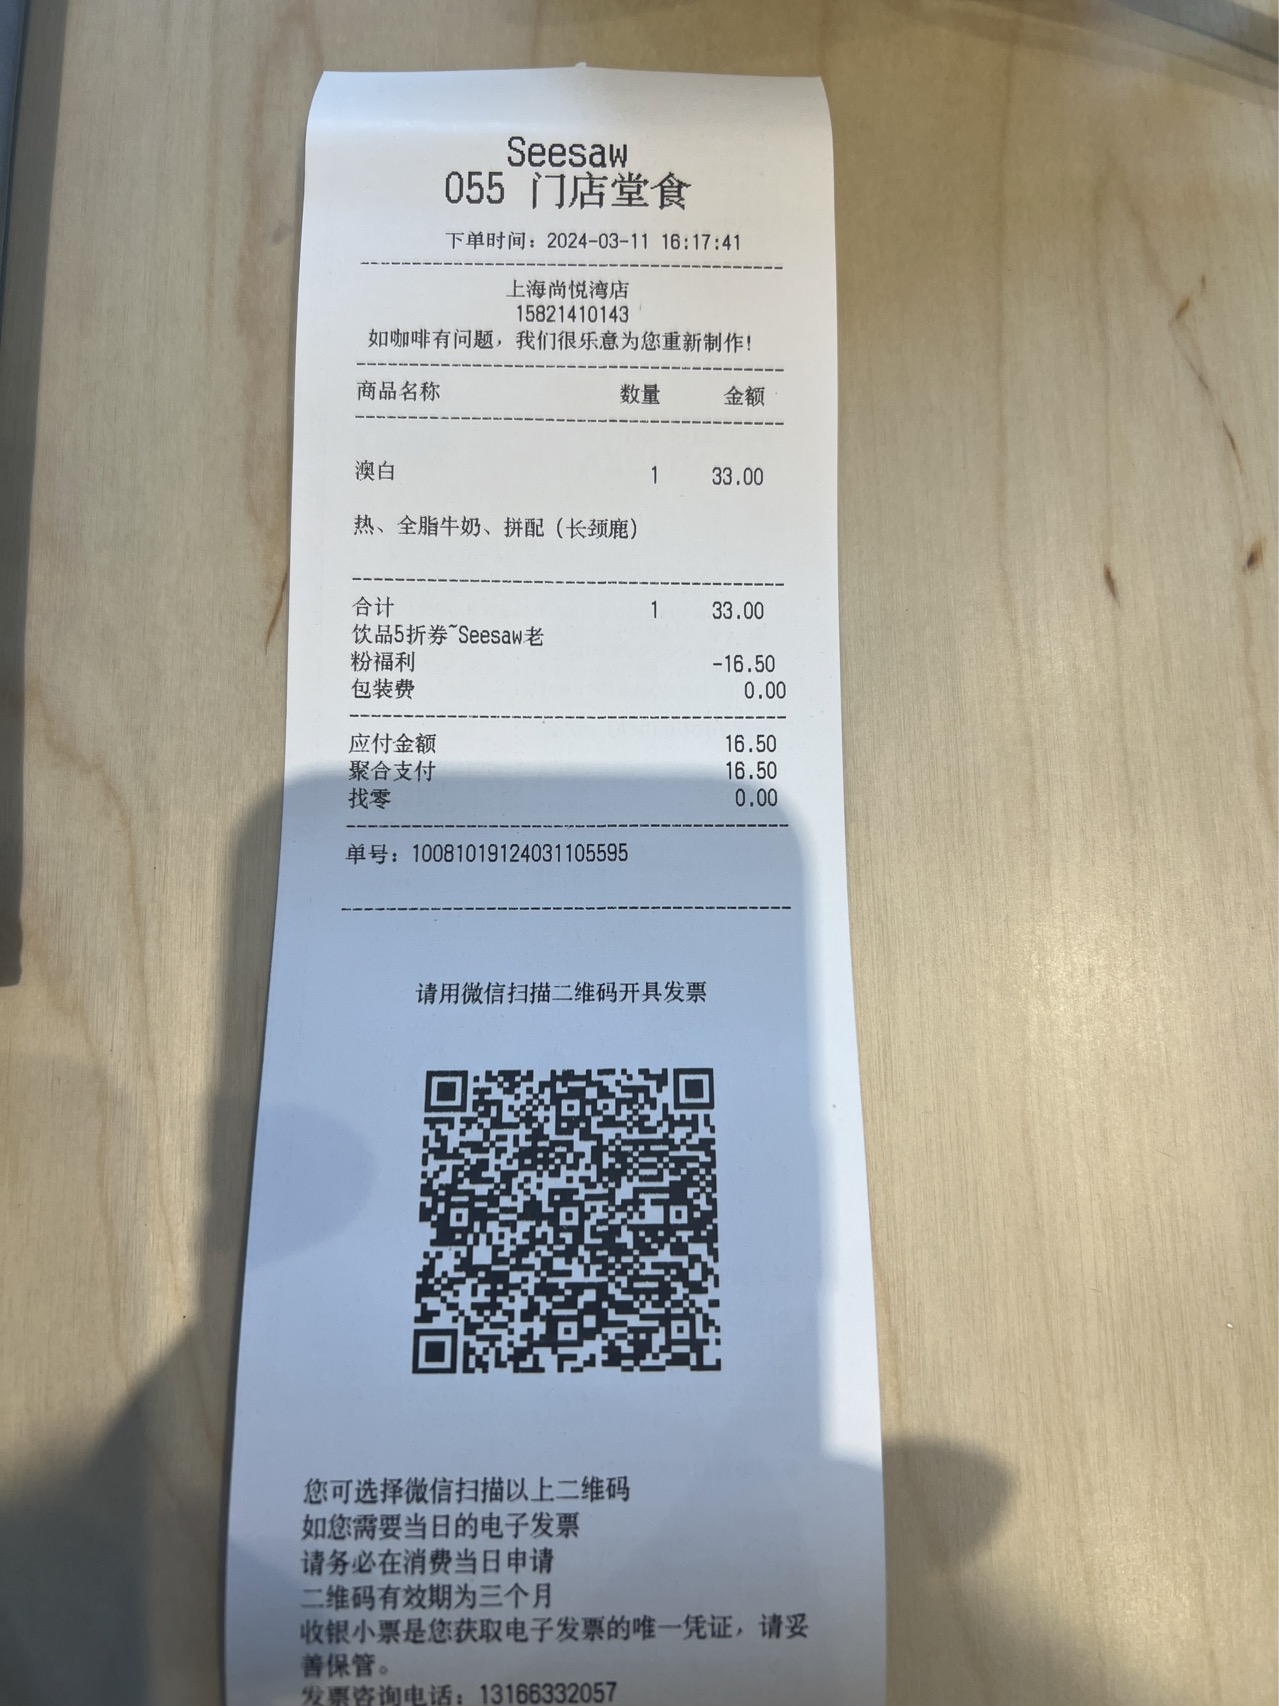 Seesaw
055 门店堂食
下单时间：2024-03-11 16:17:41
上海尚悦湾店
15821410143
如咖啡有问题，我们很乐意为您重新制作！
商品名称 数量 金额
澳白 1 33.00
热、全脂牛奶、拼配（长颈鹿）
合计 1 33.00
饮品5折券~Seesaw老
粉福利 -16.50
包装费 0.00
应付金额 16.50
聚合支付 16.50
找零 0.00
单号：10081019124031105595
请用微信扫描二维码开具发票
您可选择微信扫描以上二维码
如您需要当日的电子发票
请务必在消费当日申请
二维码有效期为三个月
收银小票是您获取电子发票的唯一凭证，请妥
善保管。
发票咨询电话：13166332057